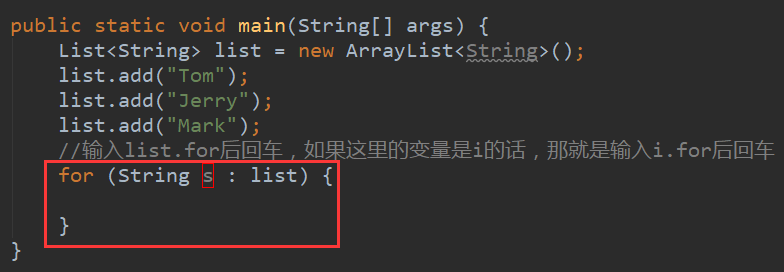 public static void main(String[] args) {
List<String> list = new ArrayList<String>();
list.add("Tom");
list.add("Jerry");
list.add("Mark");
//输入list.for后回车，如果这里的变量是i的话，那就是输入i.for后回车
for (String s : list) {
}
}